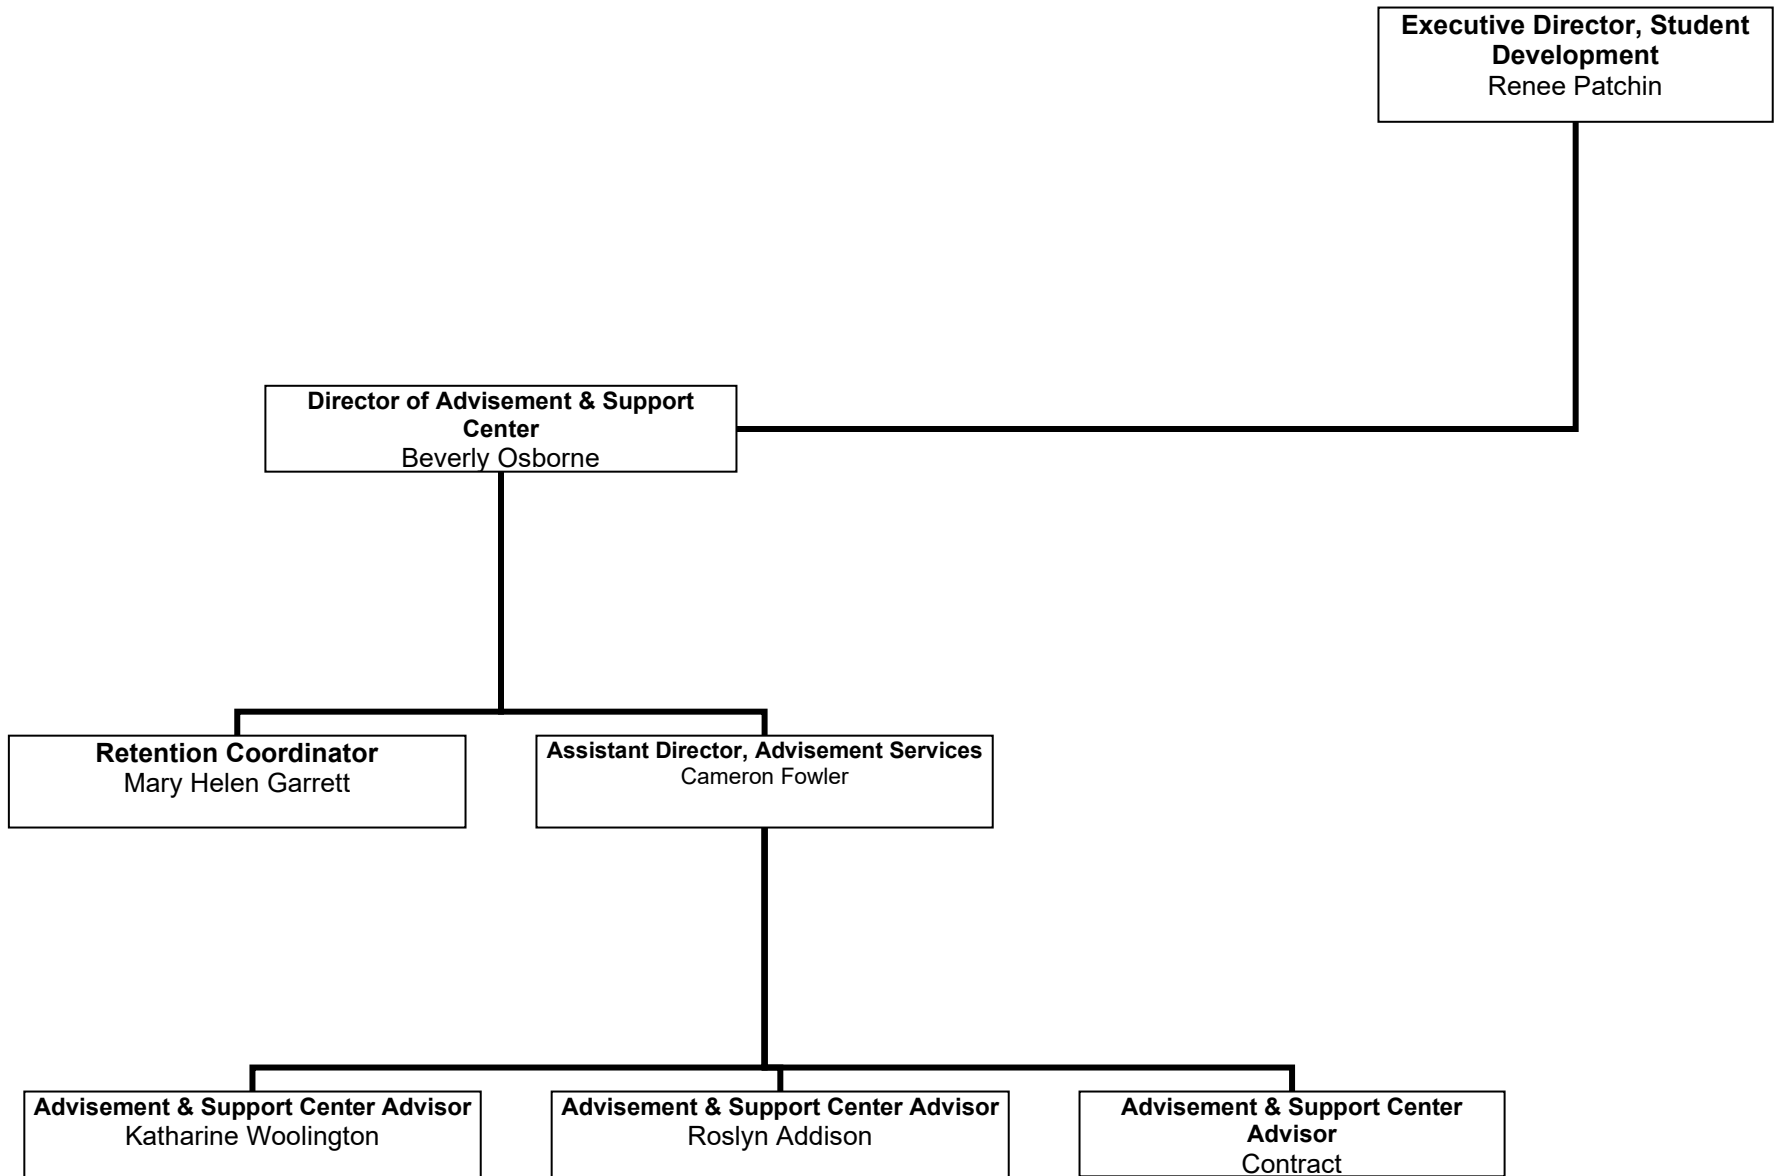 Executive Director, Student
Development
Renee Patchin
Director of Advisement & Support
Center
Beverly Osborne
Retention Coordinator
Mary Helen Garrett
Assistant Director, Advisement Services
Cameron Fowler
Advisement & Support Center Advisor
Katharine Woolington
Advisement & Support Center Advisor
Roslyn Addison
Advisement & Support Center
Advisor
Contract